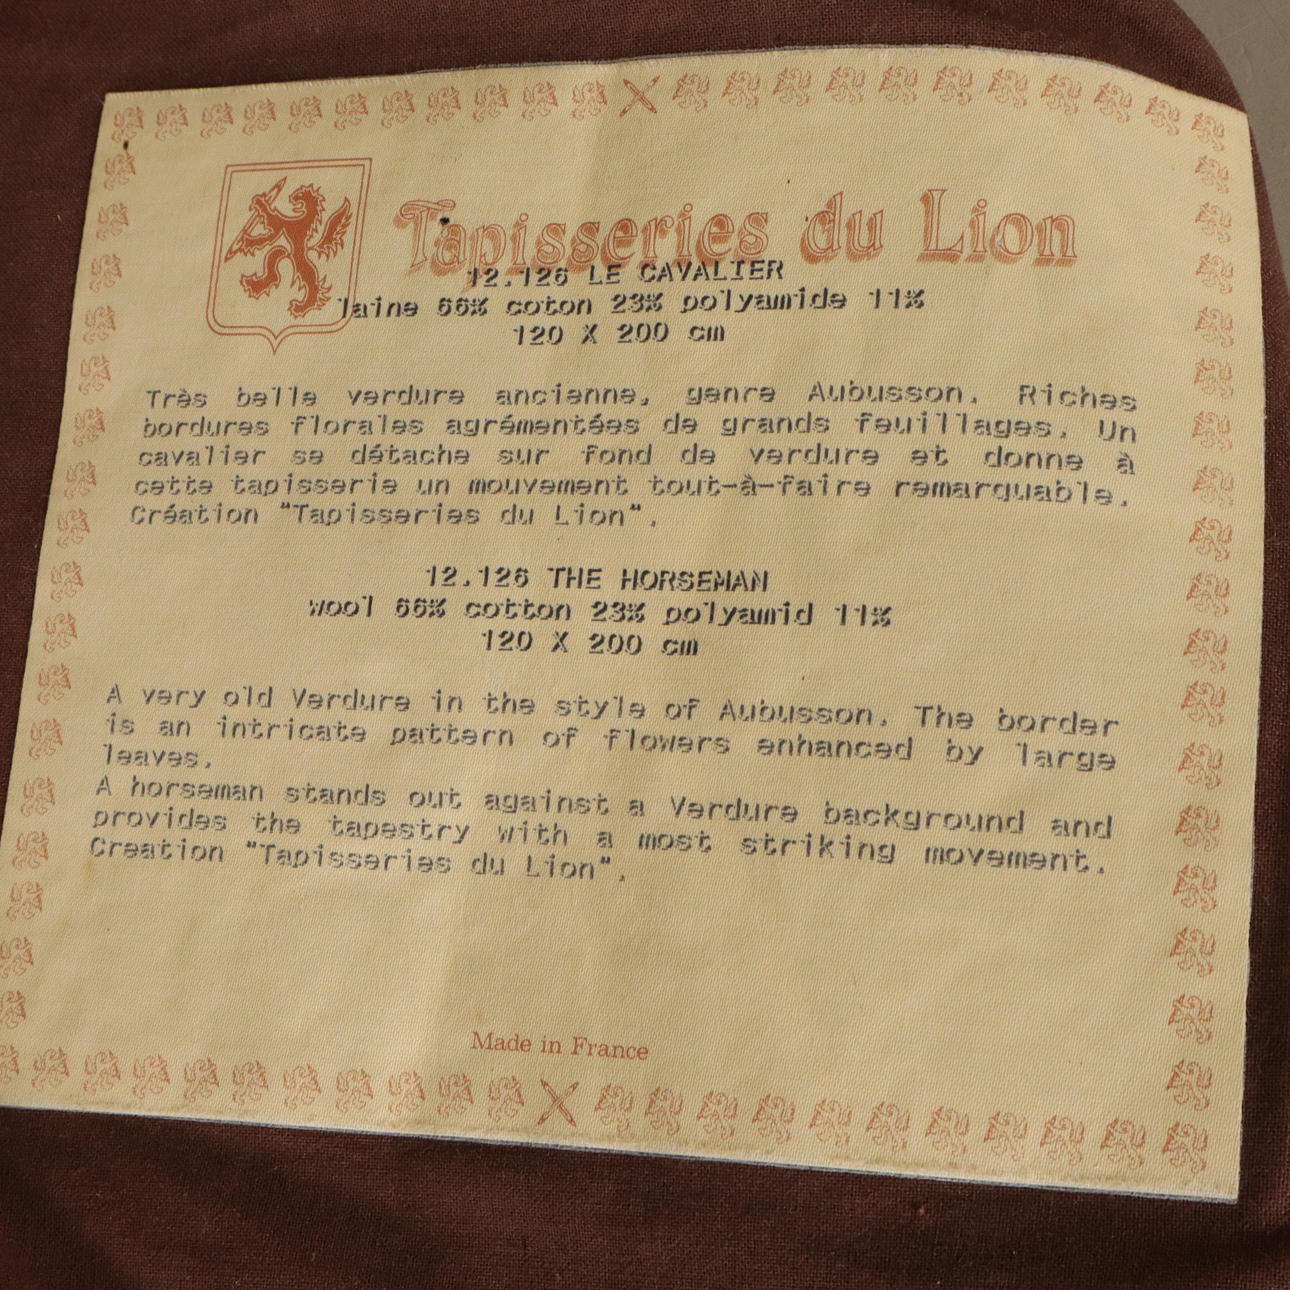 Tapisseries du Lion
12.126 LE CAVALIER
laine 66% coton 23% polyamide 11%
120 X 200 cm
Très belle verdure ancienne, genre Aubusson. Riches
bordures florales agrémentées de grands feuillages. Un
cavalier se détache sur fond de verdure et donne à
cette tapisserie un mouvement tout-à-faire remarquable.
Création "Tapisseries du Lion".
12.126 THE HORSEMAN
wool 66% cotton 23% polyamid 11%
120 X 200 cm
A very old Verdure in the style of Aubusson. The border
is an intricate pattern of flowers enhanced by large
leaves.
A horseman stands out against a Verdure background and
provides the tapestry with a most striking movement.
Creation "Tapisseries du Lion".
Made in France